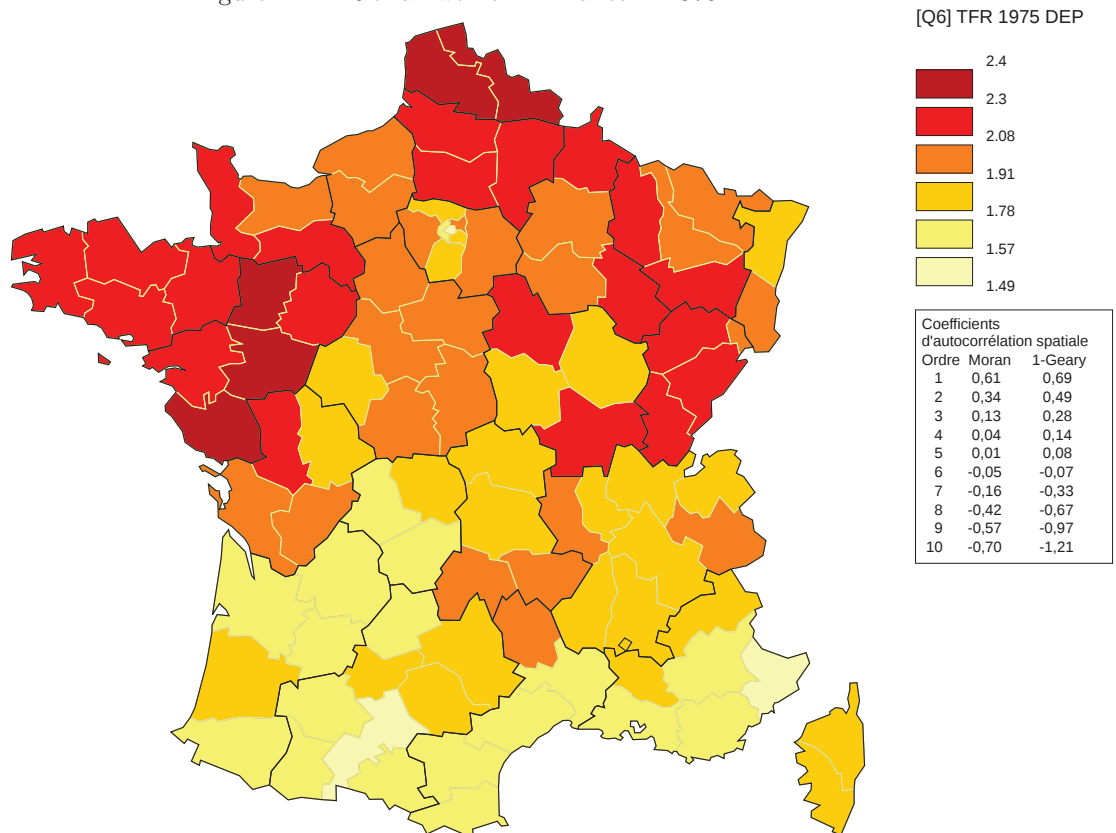 [Q6] TFR 1975 DEP
2.4
2.3
2.08
1.91
1.78
1.57
1.49
Coefficients
d'autocorrélation spatiale
Ordre Moran 1-Geary
1 0,61 0,69
2 0,34 0,49
3 0,13 0,28
4 0,04 0,14
5 0,01 0,08
6 -0,05 -0,07
7 -0,16 -0,33
8 -0,42 -0,67
9 -0,57 -0,97
10 -0,70 -1,21